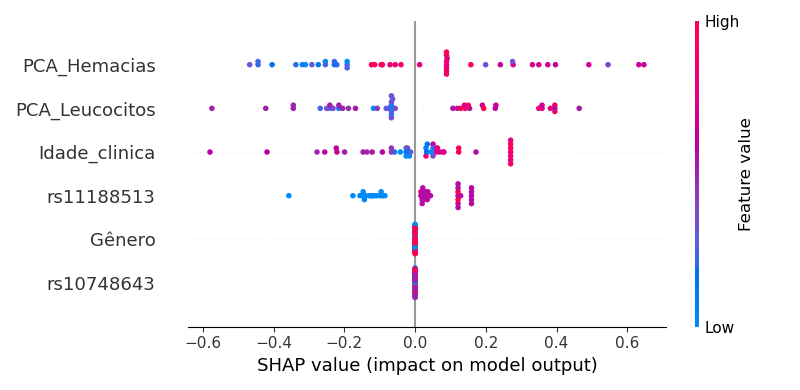 High
PCA_Hemacias
PCA_Leucocitos
Idade_clinica
rs11188513
Gênero
rs10748643
Feature value
Low
−0.6 −0.4 −0.2 0.0 0.2 0.4 0.6
SHAP value (impact on model output)